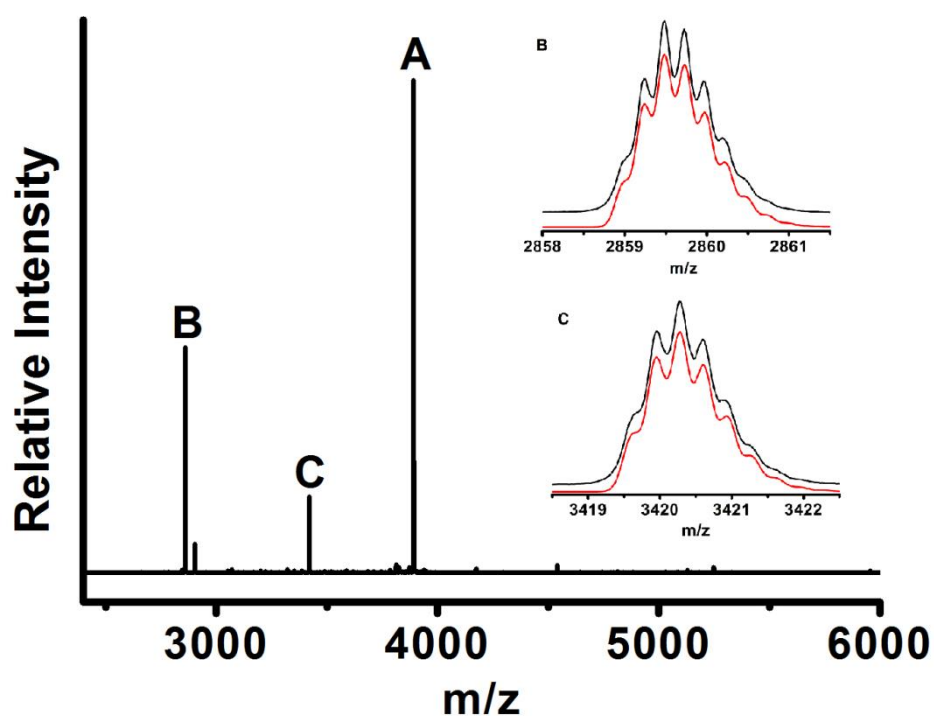 Relative Intensity
A
B
C
3000 4000 5000 6000
m/z
B
2858 2859 2860 2861
m/z
C
3419 3420 3421 3422
m/z